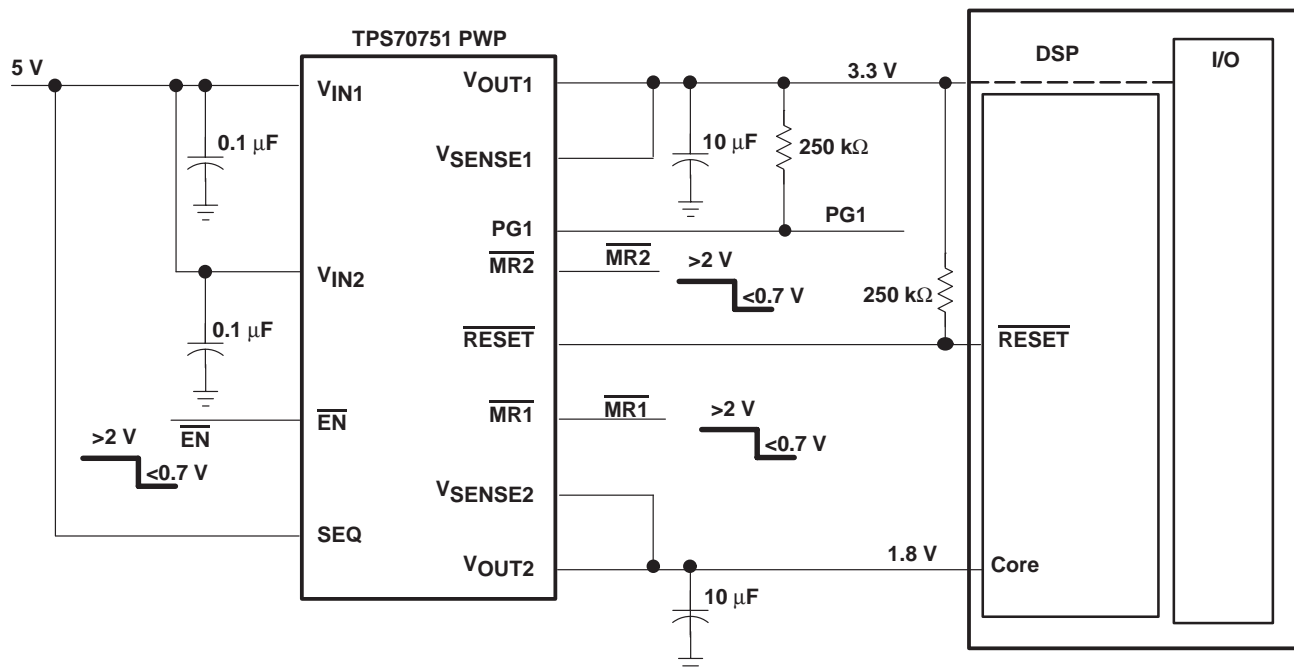 TPS70751 PWP
DSP
I/O
5 V
VIN1
VOUT1
3.3 V
0.1 μF
VSENSE1
10 μF
250 kΩ
PG1
PG1
MR2
MR2
>2 V
<0.7 V
VIN2
250 kΩ
0.1 μF
RESET
RESET
EN
EN
>2 V
<0.7 V
MR1
MR1
>2 V
<0.7 V
VSENSE2
SEQ
VOUT2
1.8 V
Core
10 μF